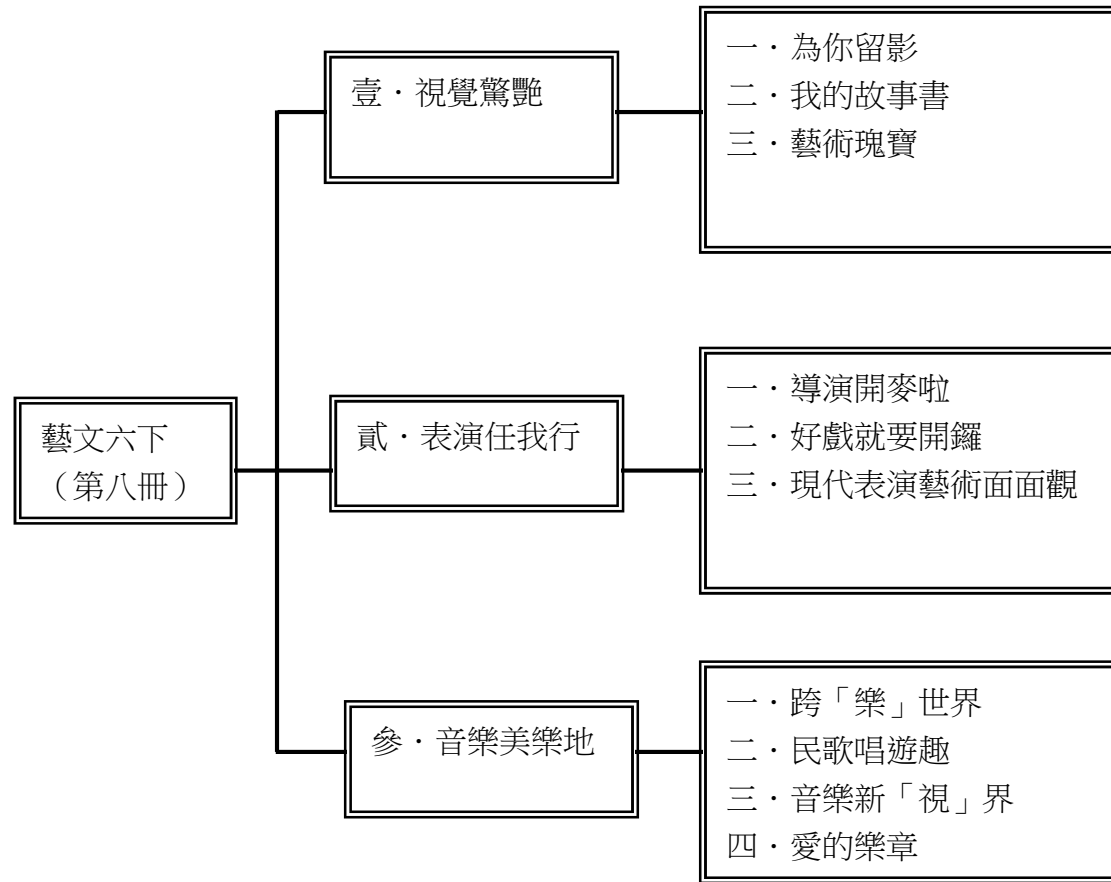 壹．視覺驚艷
一．為你留影
二．我的故事書
三．藝術瑰寶
藝文六下
（第八冊）
貳．表演任我行
一．導演開麥啦
二．好戲就要開鑼
三．現代表演藝術面面觀
參．音樂美樂地
一．跨「樂」世界
二．民歌唱遊趣
三．音樂新「視」界
四．愛的樂章